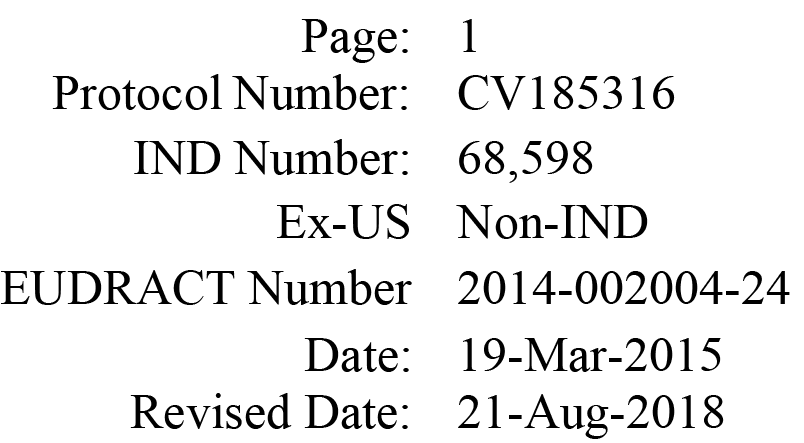 Page: 1
Protocol Number: CV185316
IND Number: 68,598
Ex-US Non-IND
EUDRACT Number 2014-002004-24
Date: 19-Mar-2015
Revised Date: 21-Aug-2018